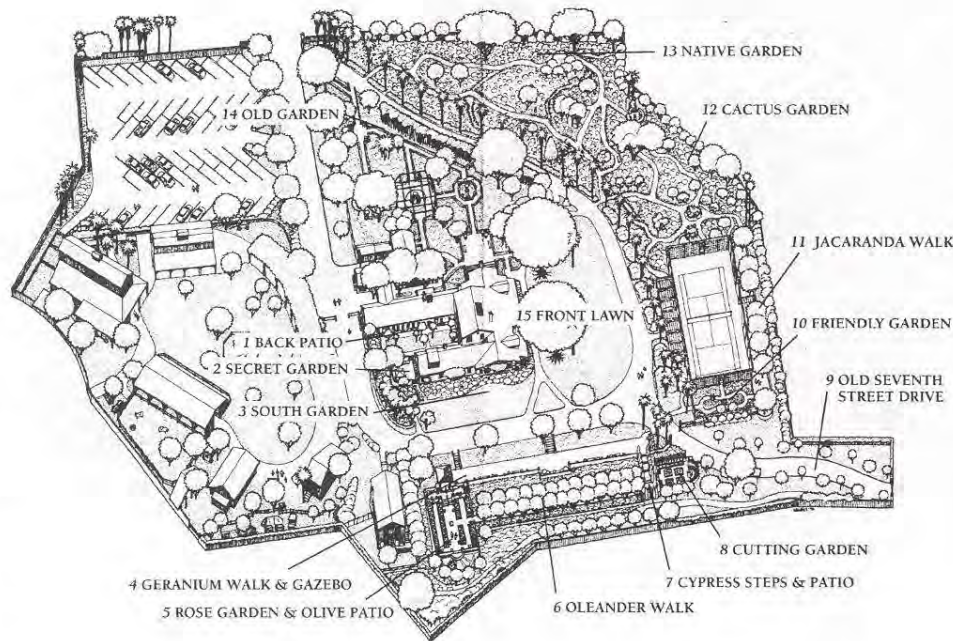 13 NATIVE GARDEN
14 OLD GARDEN
12 CACTUS GARDEN
11 JACARANDA WALK
10 FRIENDLY GARDEN
15 FRONT LAWN
1 BACK PATIO
2 SECRET GARDEN
9 OLD SEVENTH
STREET DRIVE
3 SOUTH GARDEN
8 CUTTING GARDEN
4 GERANIUM WALK & GAZEBO
7 CYPRESS STEPS & PATIO
5 ROSE GARDEN & OLIVE PATIO
6 OLEANDER WALK